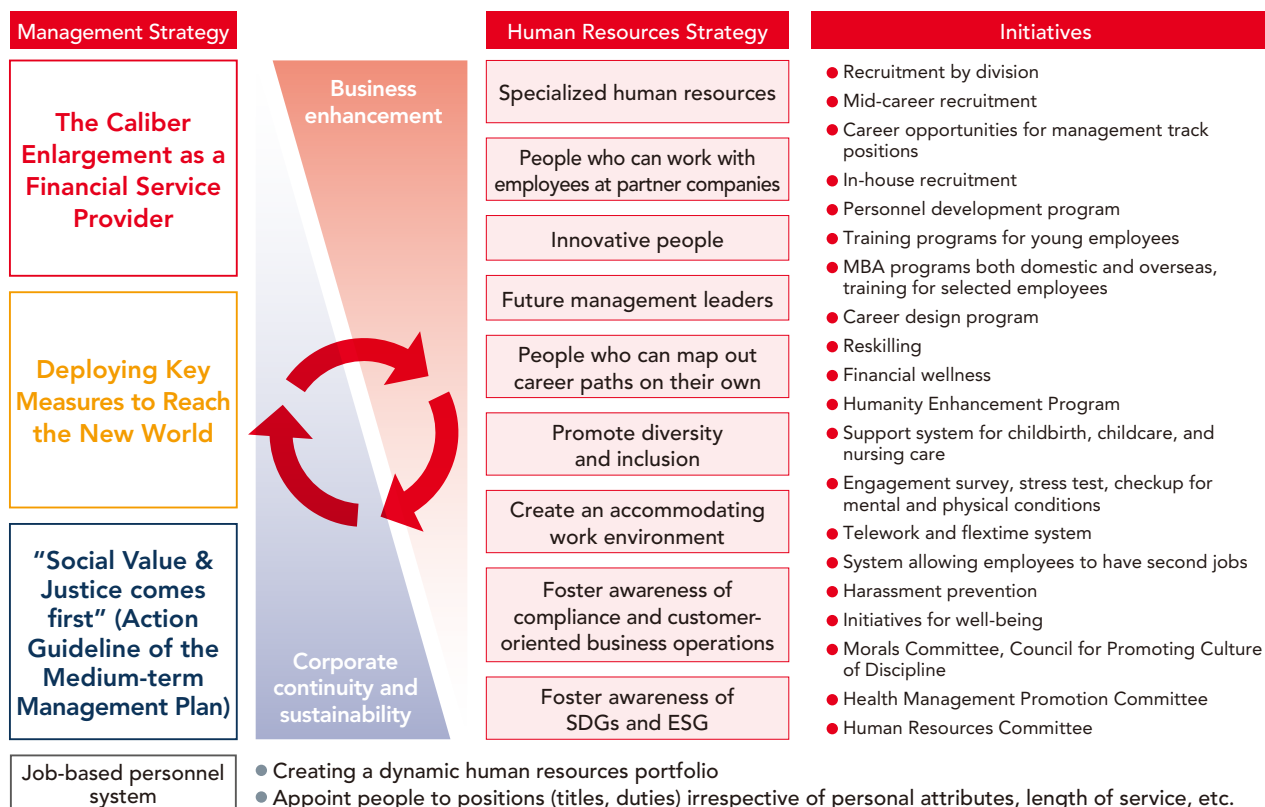 Management Strategy
The Caliber
Enlargement as a
Financial Service
Provider
Deploying Key
Measures to Reach
the New World
“Social Value &
Justice comes
first” (Action
Guideline of the
Medium-term
Management Plan)
Business
enhancement
Corporate
continuity and
sustainability
Human Resources Strategy
Specialized human resources
People who can work with
employees at partner companies
Innovative people
Future management leaders
People who can map out
career paths on their own
Promote diversity
and inclusion
Create an accommodating
work environment
Foster awareness of
compliance and customer-
oriented business operations
Foster awareness of
SDGs and ESG
Initiatives
● Recruitment by division
● Mid-career recruitment
● Career opportunities for management track
positions
● In-house recruitment
● Personnel development program
● Training programs for young employees
● MBA programs both domestic and overseas,
training for selected employees
● Career design program
● Reskilling
● Financial wellness
● Humanity Enhancement Program
● Support system for childbirth, childcare, and
nursing care
● Engagement survey, stress test, checkup for
mental and physical conditions
● Telework and flextime system
● System allowing employees to have second jobs
● Harassment prevention
● Initiatives for well-being
● Morals Committee, Council for Promoting Culture
of Discipline
● Health Management Promotion Committee
● Human Resources Committee
Job-based personnel
system
● Creating a dynamic human resources portfolio
● Appoint people to positions (titles, duties) irrespective of personal attributes, length of service, etc.